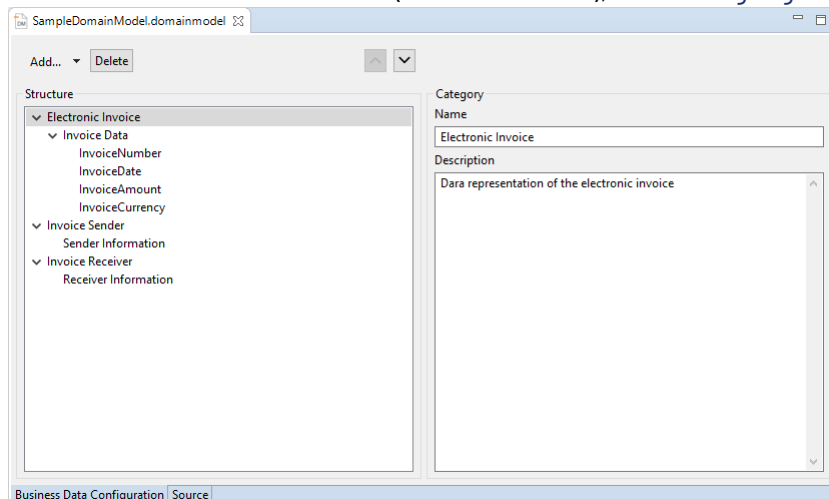 SampleDomainModel.domainmodel
Add... Delete
Structure
Electronic Invoice
Invoice Data
InvoiceNumber
InvoiceDate
InvoiceAmount
InvoiceCurrency
Invoice Sender
Sender Information
Invoice Receiver
Receiver Information
Category
Name
Electronic Invoice
Description
Dara representation of the electronic invoice
Business Data Configuration Source